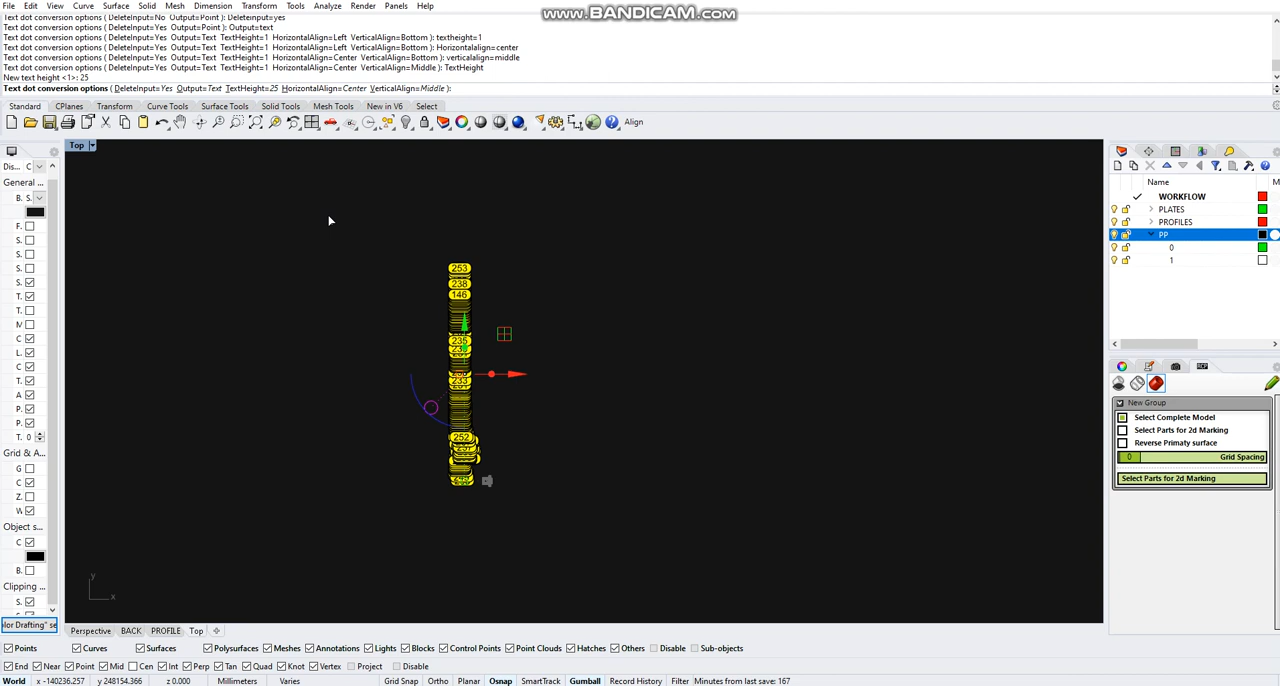 www.BANDICAM.com
File Edit View Curve Surface Solid Mesh Dimension Transform Tools Analyze Render Panels Help
Text dot conversion options ( DeleteInput=No Output=Point ): DeleteInput=yes
Text dot conversion options ( DeleteInput=Yes Output=Point ): Output=text
Text dot conversion options ( DeleteInput=Yes Output=Text TextHeight=1 HorizontalAlign=Left VerticalAlign=Bottom ): textheight=1
Text dot conversion options ( DeleteInput=Yes Output=Text TextHeight=1 HorizontalAlign=Left VerticalAlign=Bottom ): Horizontalalign=center
Text dot conversion options ( DeleteInput=Yes Output=Text TextHeight=1 HorizontalAlign=Center VerticalAlign=Bottom ): verticalalign=middle
Text dot conversion options ( DeleteInput=Yes Output=Text TextHeight=1 HorizontalAlign=Center VerticalAlign=Middle ): TextHeight
New text height <1>: 25
Text dot conversion options ( DeleteInput=Yes Output=Text TextHeight=25 HorizontalAlign=Center VerticalAlign=Middle ):
Standard CPlanes Transform Curve Tools Surface Tools Solid Tools Mesh Tools New in V6 Select
Align
Top
Dis... C
General ...
B. S.
F.
S.
S.
S.
S.
T.
T.
M
C
L.
C
T.
A
P.
P.
T. 0
Grid & A...
G
C
Z.
W
Object s...
C
B.
Clipping ...
S.
olor Drafting" se
253
238
146
235
233
252
Name M
WORKFLOW
PLATES
PROFILES
PP
0
1
New Group
Select Complete Model
Select Parts for 2d Marking
Reverse Primaty surface
0 Grid Spacing
Select Parts for 2d Marking
y
x
Perspective BACK PROFILE Top
Points Curves Surfaces Polysurfaces Meshes Annotations Lights Blocks Control Points Point Clouds Hatches Others Disable Sub-objects
End Near Point Mid Cen Int Perp Tan Quad Knot Vertex Project Disable
World x -140236.257 y 248154.366 z 0.000 Millimeters Varies Grid Snap Ortho Planar Osnap SmartTrack Gumball Record History Filter Minutes from last save: 167